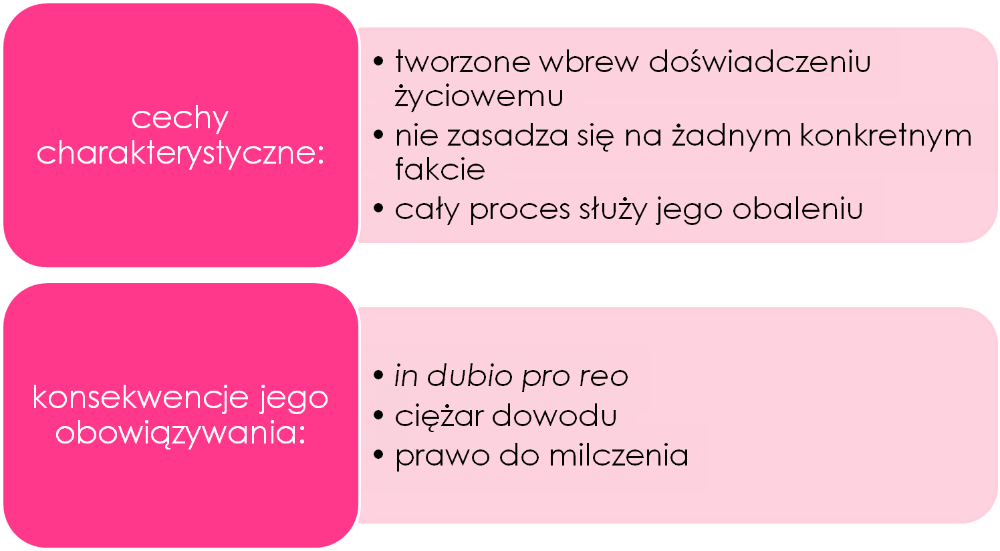 cechy
charakterystyczne:
• tworzone wbrew doświadczeniu
życiowemu
• nie zasadza się na żadnym konkretnym
fakcie
• cały proces służy jego obaleniu
konsekwencje jego
obowiązywania:
• in dubio pro reo
• ciężar dowodu
• prawo do milczenia